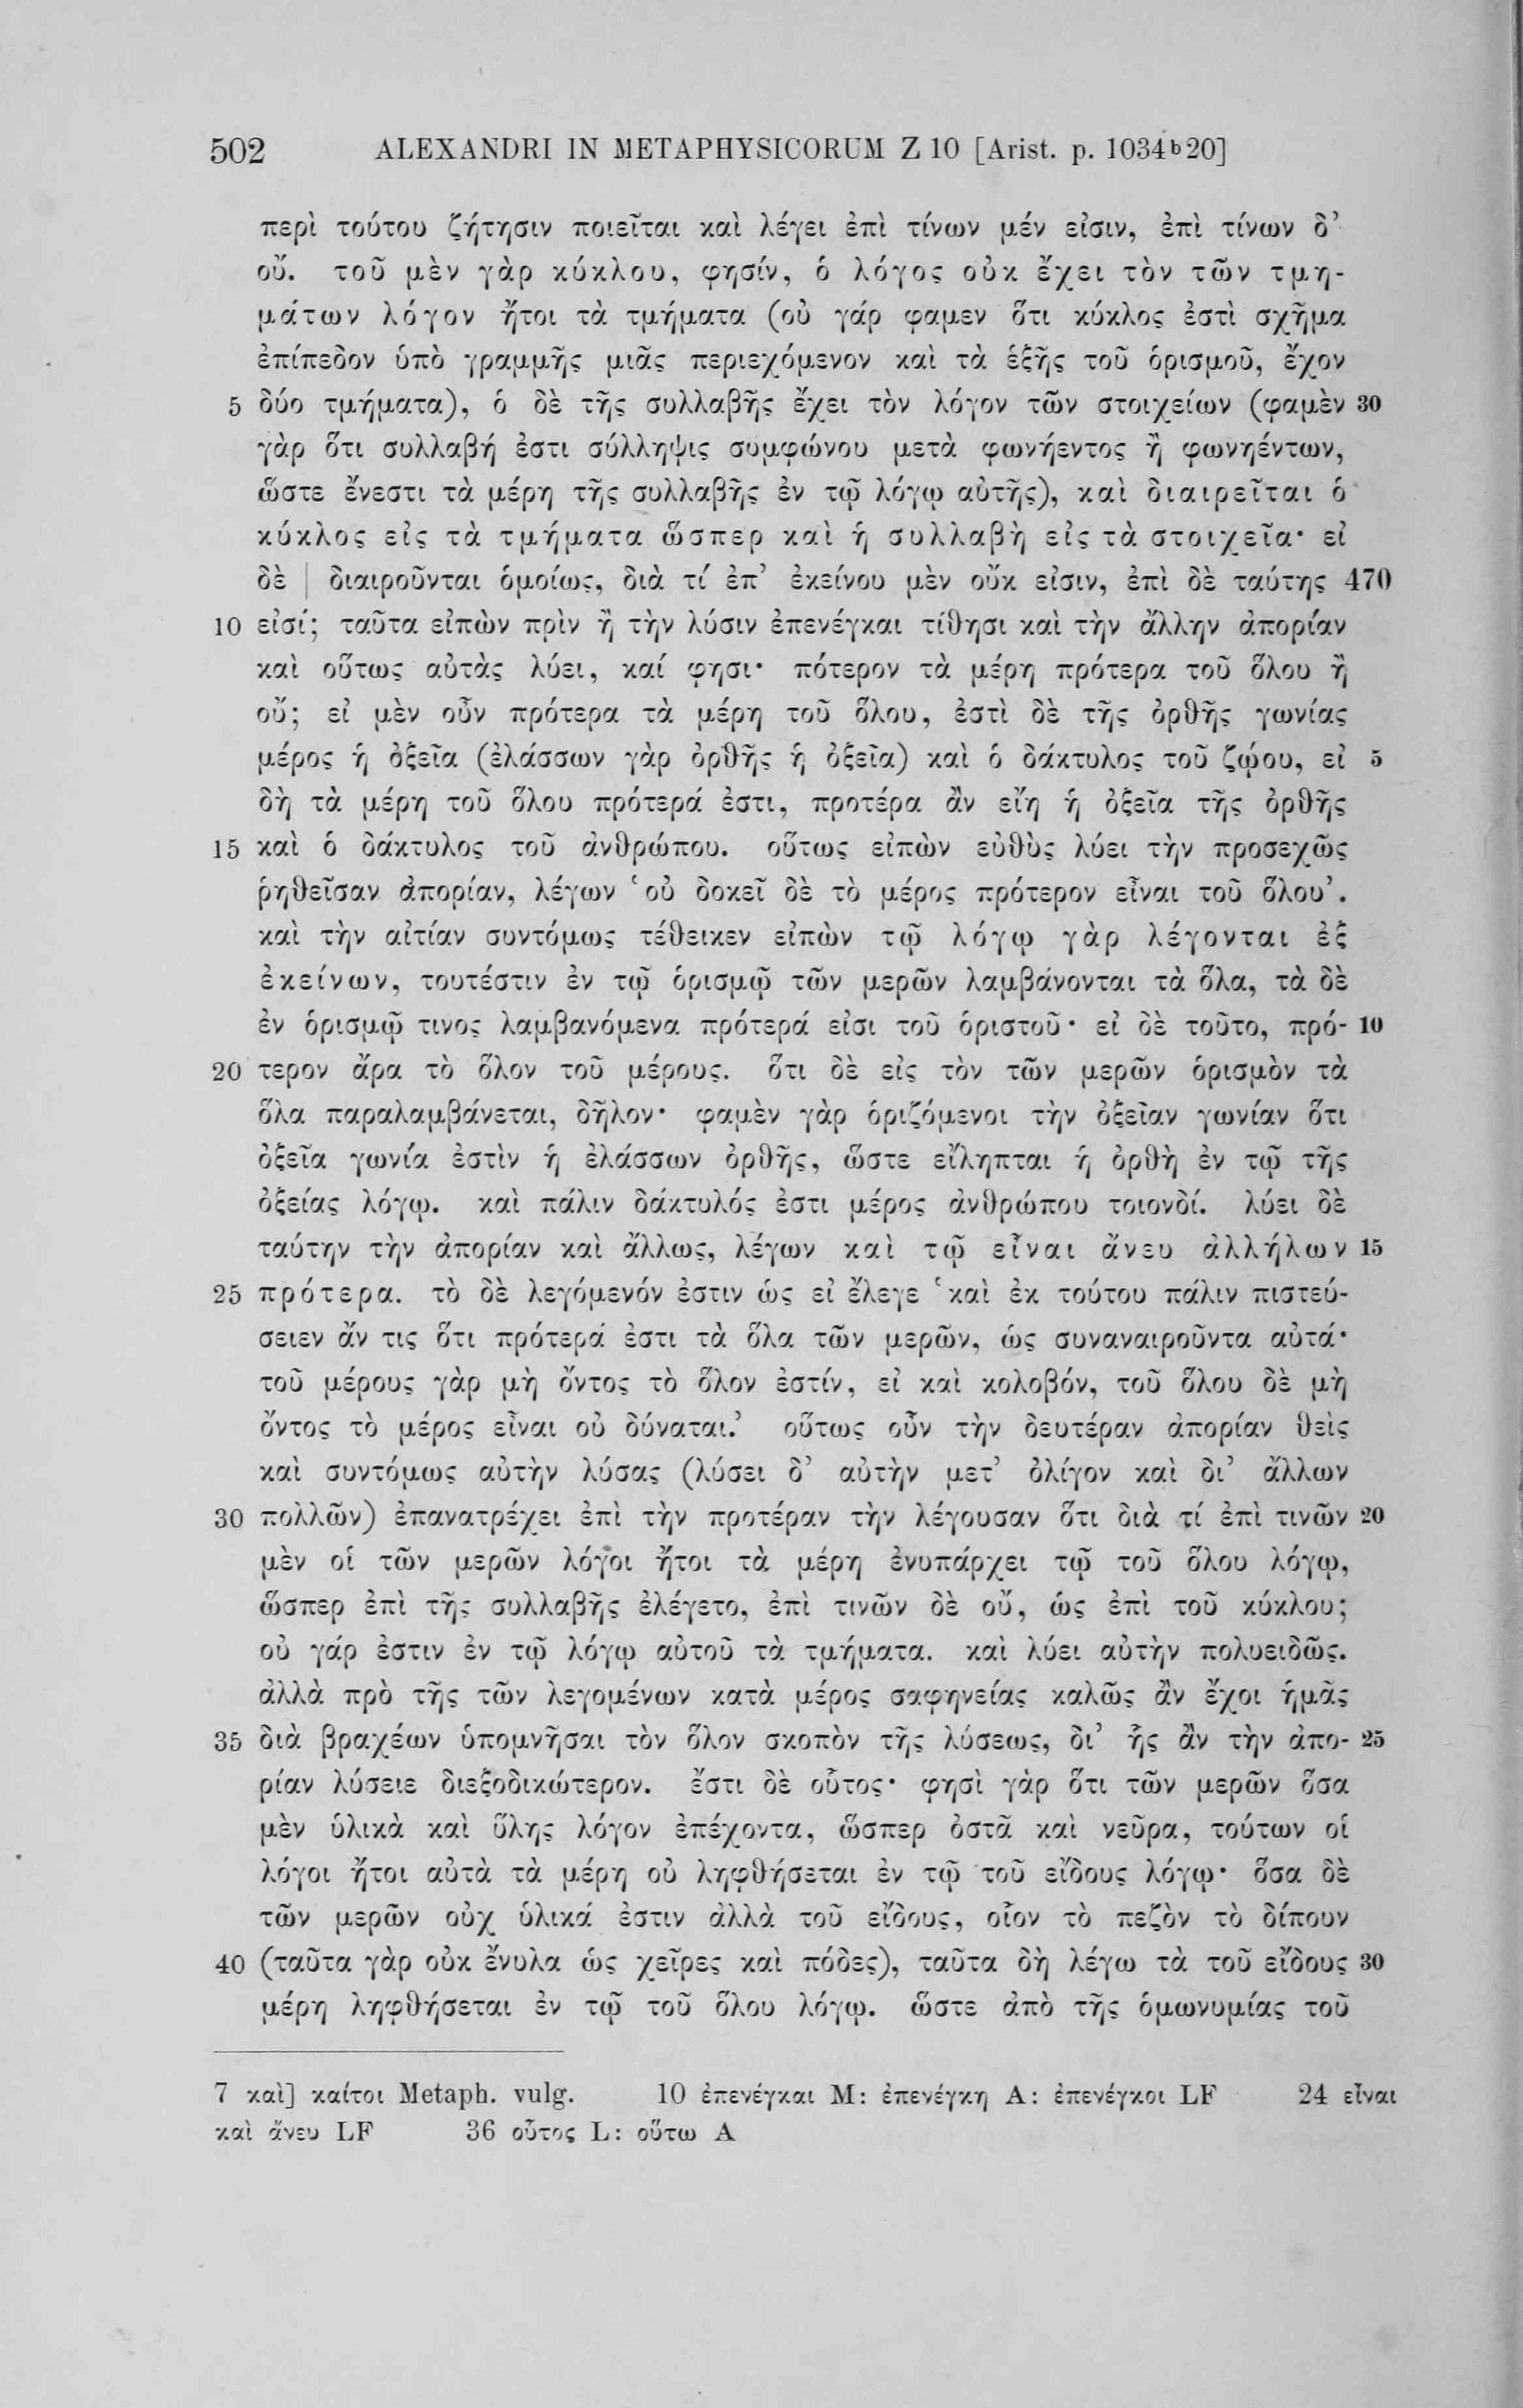 502 ALEXANDRI IN METAPHYSICORUM Z 10 [Arist. p. 1034ᵇ20]
περὶ τούτου ζήτησιν ποιεῖται καὶ λέγει ἐπὶ τίνων μέν εἰσιν, ἐπὶ τίνων δ’
οὔ. τοῦ μὲν γὰρ κύκλου, φησίν, ὁ λόγος οὐκ ἔχει τὸν τῶν τμη-
μάτων λόγον ἤτοι τὰ τμήματα (οὐ γάρ φαμεν ὅτι κύκλος ἐστὶ σχῆμα
ἐπίπεδον ὑπὸ γραμμῆς μιᾶς περιεχόμενον καὶ τὰ ἑξῆς τοῦ ὁρισμοῦ, ἔχον
5 δύο τμήματα), ὁ δὲ τῆς συλλαβῆς ἔχει τὸν λόγον τῶν στοιχείων (φαμὲν 30
γὰρ ὅτι συλλαβή ἐστι σύλληψις συμφώνου μετὰ φωνήεντος ἢ φωνηέντων,
ὥστε ἔνεστι τὰ μέρη τῆς συλλαβῆς ἐν τῷ λόγῳ αὐτῆς), καὶ διαιρεῖται ὁ
κύκλος εἰς τὰ τμήματα ὥσπερ καὶ ἡ συλλαβὴ εἰς τὰ στοιχεῖα· εἰ
δὲ | διαιροῦνται ὁμοίως, διὰ τί ἐπ’ ἐκείνου μὲν οὔκ εἰσιν, ἐπὶ δὲ ταύτης 470
10 εἰσί; ταῦτα εἰπὼν πρὶν ἢ τὴν λύσιν ἐπενέγκαι τίθησι καὶ τὴν ἄλλην ἀπορίαν
καὶ οὕτως αὐτὰς λύει, καί φησι· πότερον τὰ μέρη πρότερα τοῦ ὅλου ἢ
οὔ; εἰ μὲν οὖν πρότερα τὰ μέρη τοῦ ὅλου, ἐστὶ δὲ τῆς ὀρθῆς γωνίας
μέρος ἡ ὀξεῖα (ἐλάσσων γὰρ ὀρθῆς ἡ ὀξεῖα) καὶ ὁ δάκτυλος τοῦ ζῴου, εἰ 5
δὴ τὰ μέρη τοῦ ὅλου πρότερά ἐστι, προτέρα ἂν εἴη ἡ ὀξεῖα τῆς ὀρθῆς
15 καὶ ὁ δάκτυλος τοῦ ἀνθρώπου. οὕτως εἰπὼν εὐθὺς λύει τὴν προσεχῶς
ῥηθεῖσαν ἀπορίαν, λέγων ‘οὐ δοκεῖ δὲ τὸ μέρος πρότερον εἶναι τοῦ ὅλου’.
καὶ τὴν αἰτίαν συντόμως τέθεικεν εἰπὼν τῷ λόγῳ γὰρ λέγονται ἐξ
ἐκείνων, τουτέστιν ἐν τῷ ὁρισμῷ τῶν μερῶν λαμβάνονται τὰ ὅλα, τὰ δὲ
ἐν ὁρισμῷ τινος λαμβανόμενα πρότερά εἰσι τοῦ ὁριστοῦ· εἰ δὲ τοῦτο, πρό- 10
20 τερον ἄρα τὸ ὅλον τοῦ μέρους. ὅτι δὲ εἰς τὸν τῶν μερῶν ὁρισμὸν τὰ
ὅλα παραλαμβάνεται, δῆλον· φαμὲν γὰρ ὁριζόμενοι τὴν ὀξεῖαν γωνίαν ὅτι
ὀξεῖα γωνία ἐστὶν ἡ ἐλάσσων ὀρθῆς, ὥστε εἴληπται ἡ ὀρθὴ ἐν τῷ τῆς
ὀξείας λόγῳ. καὶ πάλιν δάκτυλός ἐστι μέρος ἀνθρώπου τοιονδί. λύει δὲ
ταύτην τὴν ἀπορίαν καὶ ἄλλως, λέγων καὶ τῷ εἶναι ἄνευ ἀλλήλων 15
25 πρότερα. τὸ δὲ λεγόμενόν ἐστιν ὡς εἰ ἔλεγε ‘καὶ ἐκ τούτου πάλιν πιστεύ-
σειεν ἄν τις ὅτι πρότερά ἐστι τὰ ὅλα τῶν μερῶν, ὡς συναναιροῦντα αὐτά·
τοῦ μέρους γὰρ μὴ ὄντος τὸ ὅλον ἐστίν, εἰ καὶ κολοβόν, τοῦ ὅλου δὲ μὴ
ὄντος τὸ μέρος εἶναι οὐ δύναται.’ οὕτως οὖν τὴν δευτέραν ἀπορίαν θεὶς
καὶ συντόμως αὐτὴν λύσας (λύσει δ’ αὐτὴν μετ’ ὀλίγον καὶ δι’ ἄλλων
30 πολλῶν) ἐπανατρέχει ἐπὶ τὴν προτέραν τὴν λέγουσαν ὅτι διὰ τί ἐπὶ τινῶν 20
μὲν οἱ τῶν μερῶν λόγοι ἤτοι τὰ μέρη ἐνυπάρχει τῷ τοῦ ὅλου λόγῳ,
ὥσπερ ἐπὶ τῆς συλλαβῆς ἐλέγετο, ἐπὶ τινῶν δὲ οὔ, ὡς ἐπὶ τοῦ κύκλου;
οὐ γάρ ἐστιν ἐν τῷ λόγῳ αὐτοῦ τὰ τμήματα. καὶ λύει αὐτὴν πολυειδῶς.
ἀλλὰ πρὸ τῆς τῶν λεγομένων κατὰ μέρος σαφηνείας καλῶς ἂν ἔχοι ἡμᾶς
35 διὰ βραχέων ὑπομνῆσαι τὸν ὅλον σκοπὸν τῆς λύσεως, δι’ ἧς ἂν τὴν ἀπο- 25
ρίαν λύσειε διεξοδικώτερον. ἔστι δὲ οὗτος· φησὶ γὰρ ὅτι τῶν μερῶν ὅσα
μὲν ὑλικὰ καὶ ὕλης λόγον ἐπέχοντα, ὥσπερ ὀστᾶ καὶ νεῦρα, τούτων οἱ
λόγοι ἤτοι αὐτὰ τὰ μέρη οὐ ληφθήσεται ἐν τῷ τοῦ εἴδους λόγῳ· ὅσα δὲ
τῶν μερῶν οὐχ ὑλικά ἐστιν ἀλλὰ τοῦ εἴδους, οἷον τὸ πεζὸν τὸ δίπουν
40 (ταῦτα γὰρ οὐκ ἔνυλα ὡς χεῖρες καὶ πόδες), ταῦτα δὴ λέγω τὰ τοῦ εἴδους 30
μέρη ληφθήσεται ἐν τῷ τοῦ ὅλου λόγῳ. ὥστε ἀπὸ τῆς ὁμωνυμίας τοῦ
7 καὶ] καίτοι Metaph. vulg. 10 ἐπενέγκαι M: ἐπενέγκῃ A: ἐπενέγκοι LF 24 εἶναι
καὶ ἄνευ LF 36 οὗτος L: οὕτω A